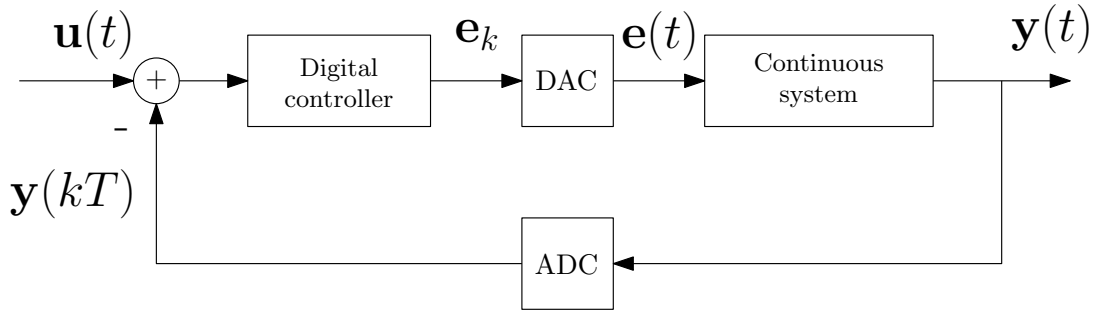 u(t)
+
-
Digital
controller
e_k
DAC
e(t)
Continuous
system
y(t)
y(kT)
ADC